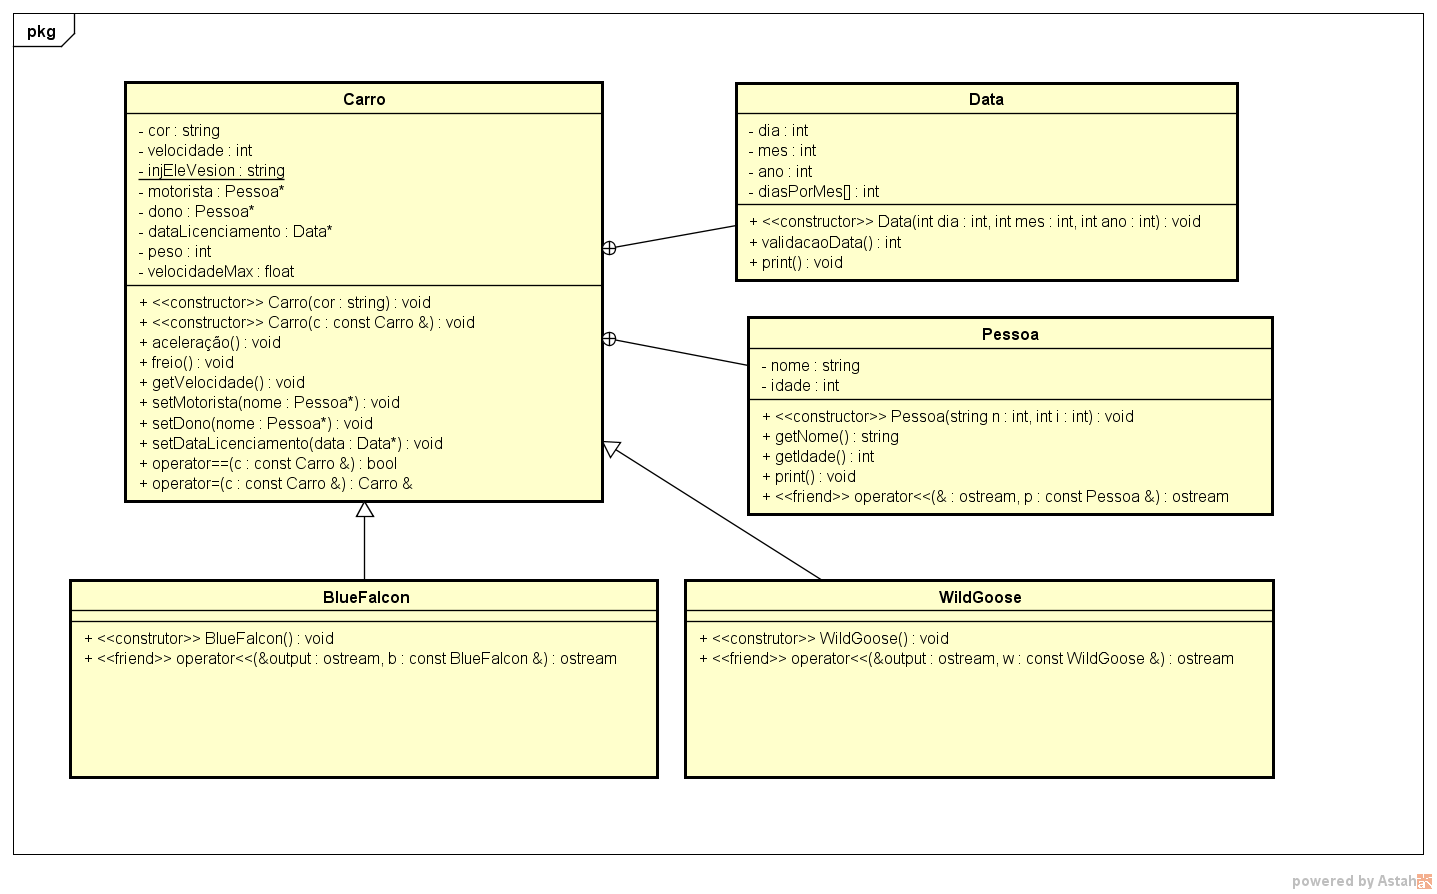 pkg
Carro
- cor : string
- velocidade : int
- injEleVesion : string
- motorista : Pessoa*
- dono : Pessoa*
- dataLicenciamento : Data*
- peso : int
- velocidadeMax : float
+ <<constructor>> Carro(cor : string) : void
+ <<constructor>> Carro(c : const Carro &) : void
+ aceleração() : void
+ freio() : void
+ getVelocidade() : void
+ setMotorista(nome : Pessoa*) : void
+ setDono(nome : Pessoa*) : void
+ setDataLicenciamento(data : Data*) : void
+ operator==(c : const Carro &) : bool
+ operator=(c : const Carro &) : Carro &
Data
- dia : int
- mes : int
- ano : int
- diasPorMes[] : int
+ <<constructor>> Data(int dia : int, int mes : int, int ano : int) : void
+ validacaoData() : int
+ print() : void
Pessoa
- nome : string
- idade : int
+ <<constructor>> Pessoa(string n : int, int i : int) : void
+ getNome() : string
+ getIdade() : int
+ print() : void
+ <<friend>> operator<<(& : ostream, p : const Pessoa &) : ostream
BlueFalcon
+ <<construtor>> BlueFalcon() : void
+ <<friend>> operator<<(&output : ostream, b : const BlueFalcon &) : ostream
WildGoose
+ <<construtor>> WildGoose() : void
+ <<friend>> operator<<(&output : ostream, w : const WildGoose &) : ostream
powered by Astah